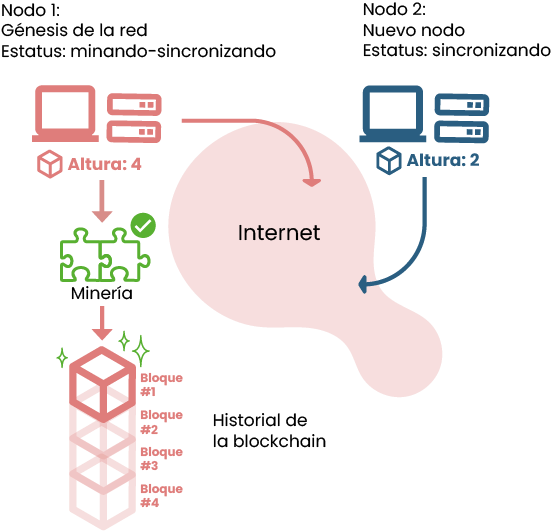 Nodo 1:
Génesis de la red
Estatus: minando-sincronizando
Nodo 2:
Nuevo nodo
Estatus: sincronizando
Altura: 4
Altura: 2
Internet
Minería
Bloque
#1
Bloque
#2
Bloque
#3
Bloque
#4
Historial de
la blockchain